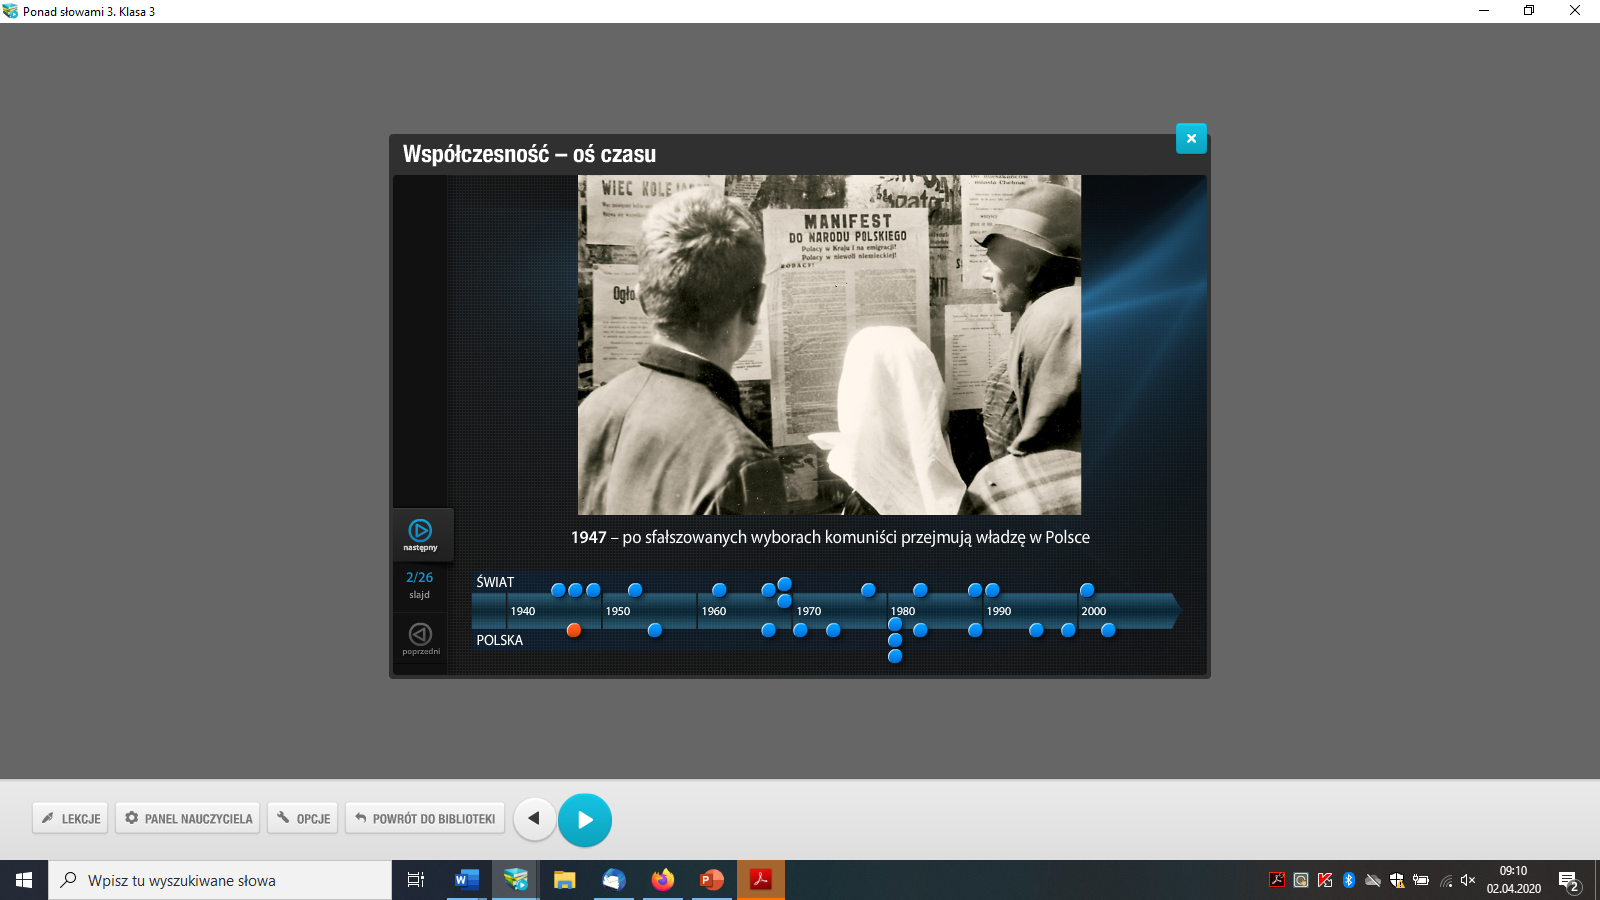 Ponad słowami 3. Klasa 3
Współczesność – oś czasu
WIEC KOLEJ
MANIFEST
DO NARODU POLSKIEGO
Polacy w Kraju i na emigracji!
Polacy w niewoli niemieckiej!
RODACY!
Ogło
1947 – po sfałszowanych wyborach komuniści przejmują władzę w Polsce
następny
2/26
slajd
poprzedni
ŚWIAT
1940 1950 1960 1970 1980 1990 2000
POLSKA
LEKCJE PANEL NAUCZYCIELA OPCJE POWRÓT DO BIBLIOTEKI
Wpisz tu wyszukiwane słowa
09:10
02.04.2020
2